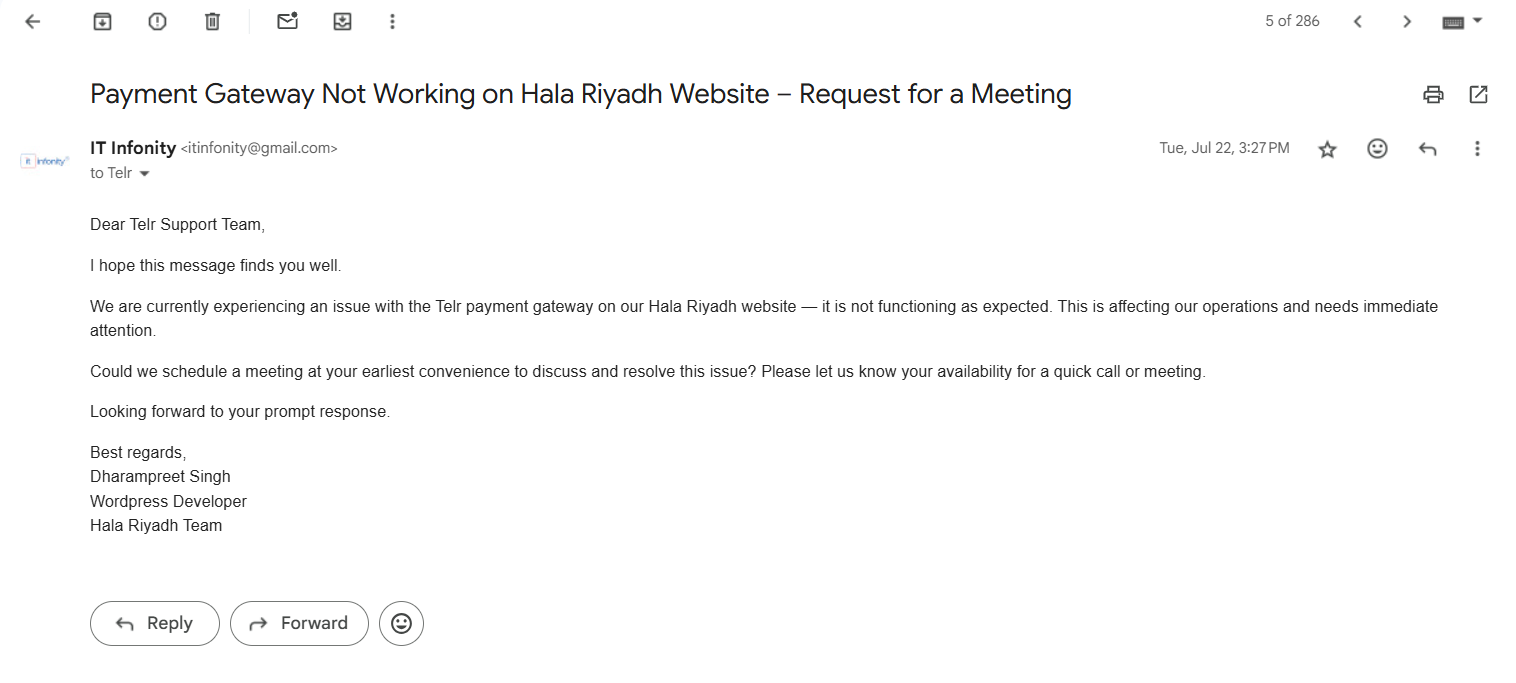 5 of 286
Payment Gateway Not Working on Hala Riyadh Website – Request for a Meeting
it infonity
IT Infonity <itinfonity@gmail.com>
Tue, Jul 22, 3:27 PM
to Telr
Dear Telr Support Team,
I hope this message finds you well.
We are currently experiencing an issue with the Telr payment gateway on our Hala Riyadh website — it is not functioning as expected. This is affecting our operations and needs immediate
attention.
Could we schedule a meeting at your earliest convenience to discuss and resolve this issue? Please let us know your availability for a quick call or meeting.
Looking forward to your prompt response.
Best regards,
Dharampreet Singh
Wordpress Developer
Hala Riyadh Team
Reply
Forward